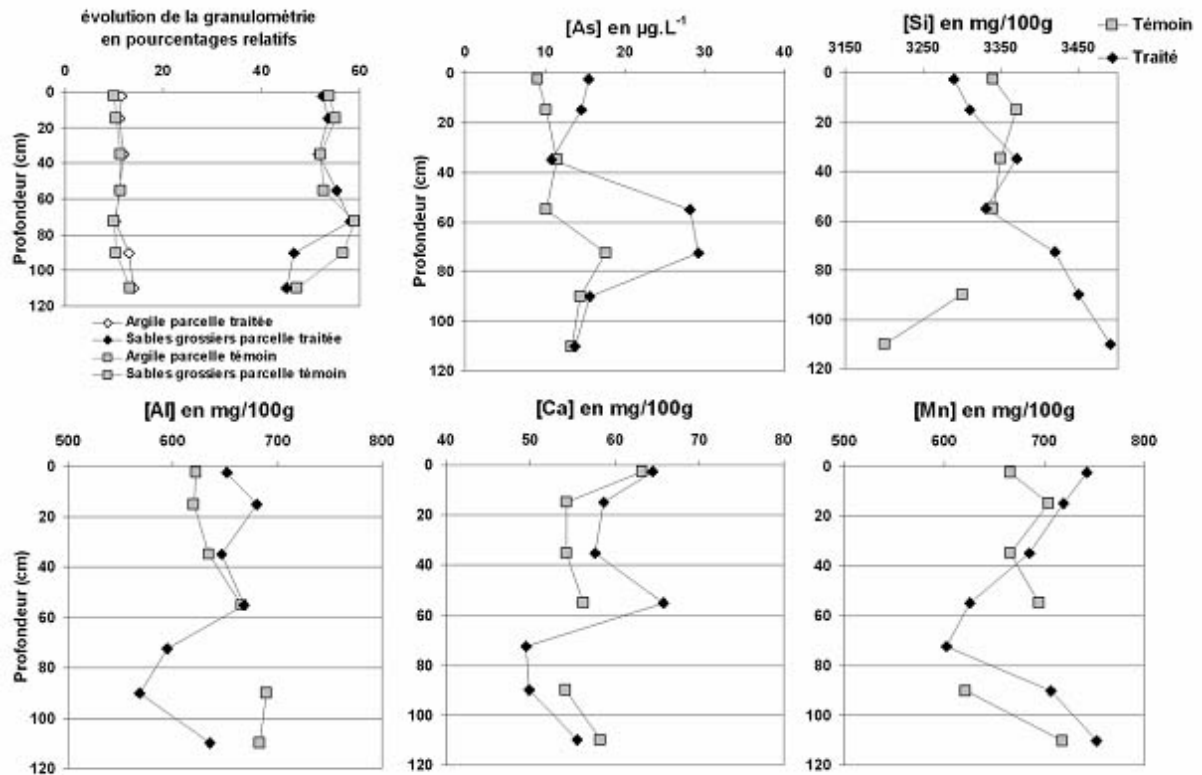 évolution de la granulométrie
en pourcentages relatifs
0 20 40 60
Profondeur (cm)
0
20
40
60
80
100
120
Argile parcelle traitée
Sables grossiers parcelle traitée
Argile parcelle témoin
Sables grossiers parcelle témoin
[As] en µg.L-1
0 10 20 30 40
Profondeur (cm)
0
20
40
60
80
100
120
[Si] en mg/100g
3150 3250 3350 3450
0
20
40
60
80
100
120
Témoin
Traité
[Al] en mg/100g
500 600 700 800
Profondeur (cm)
0
20
40
60
80
100
120
[Ca] en mg/100g
40 50 60 70 80
0
20
40
60
80
100
120
[Mn] en mg/100g
500 600 700 800
0
20
40
60
80
100
120